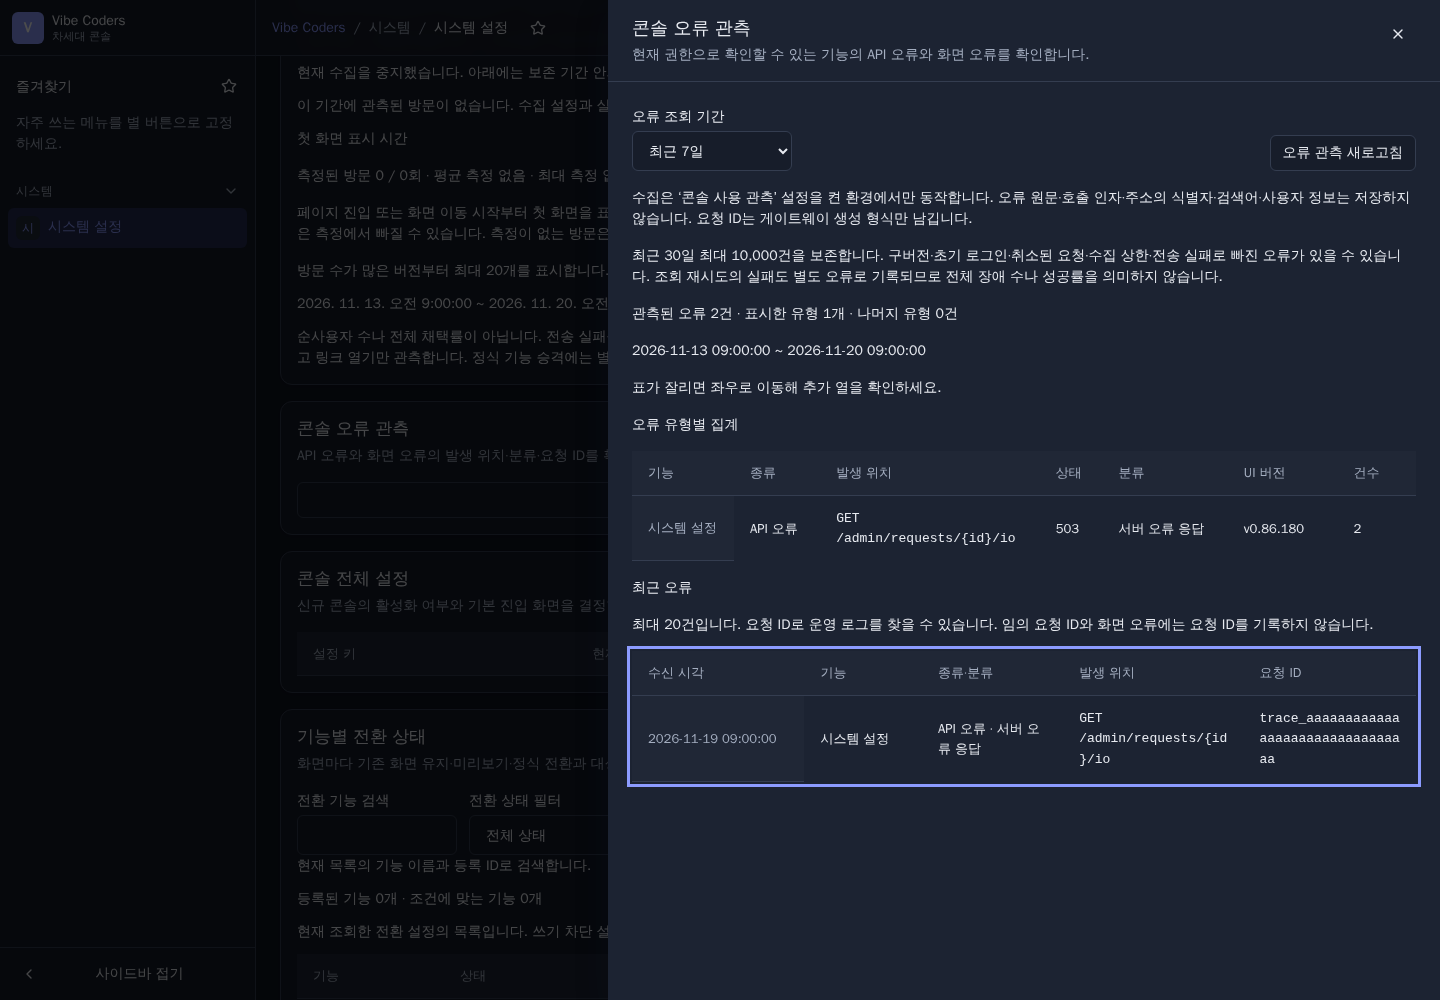 V
Vibe Coders
차세대 콘솔
즐겨찾기
자주 쓰는 메뉴를 별 버튼으로 고정
하세요.
시스템
시
시스템 설정
사이드바 접기
Vibe Coders / 시스템 / 시스템 설정
현재 수집을 중지했습니다. 아래에는 보존 기간 안
이 기간에 관측된 방문이 없습니다. 수집 설정과 실
첫 화면 표시 시간
측정된 방문 0 / 0회 · 평균 측정 없음 · 최대 측정 없
페이지 진입 또는 화면 이동 시작부터 첫 화면을 표
은 측정에서 빠질 수 있습니다. 측정이 없는 방문은
방문 수가 많은 버전부터 최대 20개를 표시합니다.
2026. 11. 13. 오전 9:00:00 ~ 2026. 11. 20. 오전
순사용자 수나 전체 채택률이 아닙니다. 전송 실패
고 링크 열기만 관측합니다. 정식 기능 승격에는 별
콘솔 오류 관측
API 오류와 화면 오류의 발생 위치·분류·요청 ID를
콘솔 전체 설정
신규 콘솔의 활성화 여부와 기본 진입 화면을 결정
설정 키
현재
기능별 전환 상태
화면마다 기존 화면 유지·미리보기·정식 전환과 대
전환 기능 검색
전환 상태 필터
전체 상태
현재 목록의 기능 이름과 등록 ID로 검색합니다.
등록된 기능 0개 · 조건에 맞는 기능 0개
현재 조회한 전환 설정의 목록입니다. 쓰기 차단 설
기능
상태
콘솔 오류 관측
현재 권한으로 확인할 수 있는 기능의 API 오류와 화면 오류를 확인합니다.
오류 조회 기간
최근 7일
오류 관측 새로고침
수집은 ‘콘솔 사용 관측’ 설정을 켠 환경에서만 동작합니다. 오류 원문·호출 인자·주소의 식별자·검색어·사용자 정보는 저장하지
않습니다. 요청 ID는 게이트웨이 생성 형식만 남깁니다.
최근 30일 최대 10,000건을 보존합니다. 구버전·초기 로그인·취소된 요청·수집 상한·전송 실패로 빠진 오류가 있을 수 있습니
다. 조회 재시도의 실패도 별도 오류로 기록되므로 전체 장애 수나 성공률을 의미하지 않습니다.
관측된 오류 2건 · 표시한 유형 1개 · 나머지 유형 0건
2026-11-13 09:00:00 ~ 2026-11-20 09:00:00
표가 잘리면 좌우로 이동해 추가 열을 확인하세요.
오류 유형별 집계
기능 종류 발생 위치 상태 분류 UI 버전 건수
시스템 설정 API 오류 GET
/admin/requests/{id}/io 503 서버 오류 응답 v0.86.180 2
최근 오류
최대 20건입니다. 요청 ID로 운영 로그를 찾을 수 있습니다. 임의 요청 ID와 화면 오류에는 요청 ID를 기록하지 않습니다.
수신 시각 기능 종류·분류 발생 위치 요청 ID
2026-11-19 09:00:00 시스템 설정
API 오류 · 서버 오
류 응답
GET
/admin/requests/{id
}/io
trace_aaaaaaaaaaaa
aaaaaaaaaaaaaaaaaa
aa